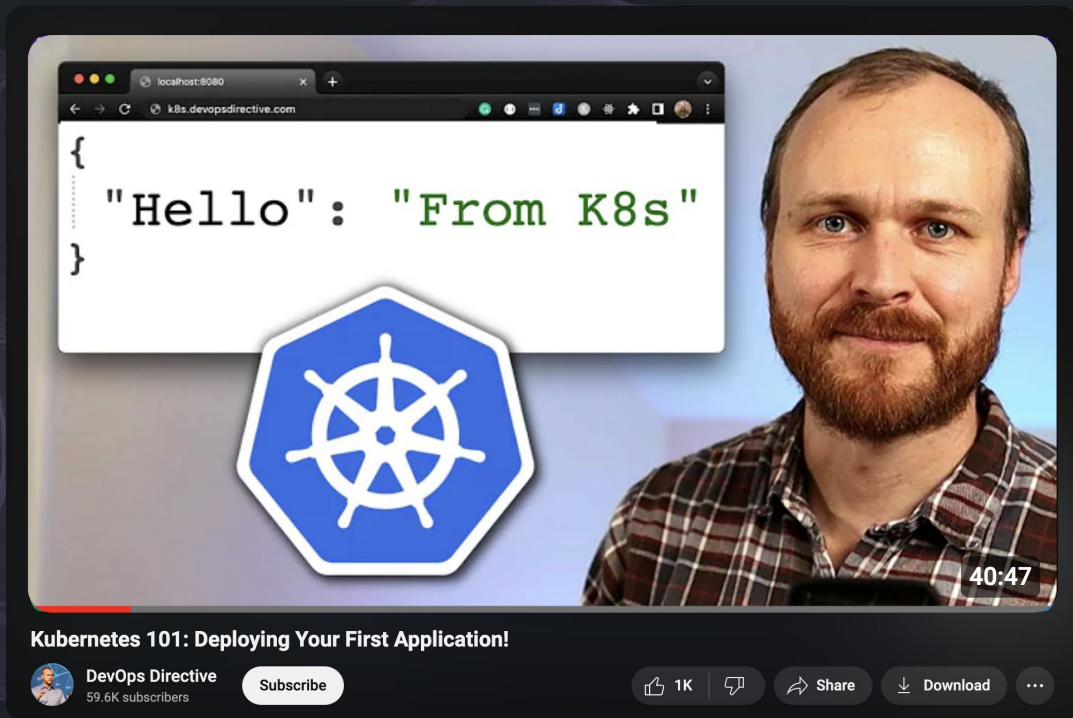 localhost:8080
k8s.devopsdirective.com
{
"Hello": "From K8s"
}
40:47
Kubernetes 101: Deploying Your First Application!
DevOps Directive
59.6K subscribers
Subscribe
1K
Share
Download